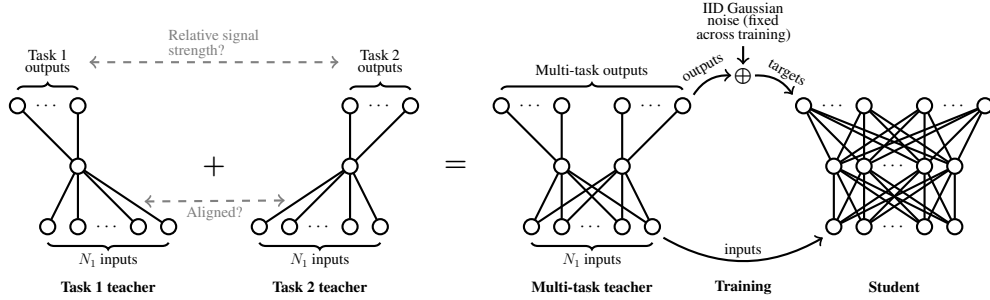 Task 1
outputs
Relative signal
strength?
Task 2
outputs
Multi-task outputs
outputs
IID Gaussian
noise (fixed
across training)
targets
+
=
Aligned?
N1 inputs
N1 inputs
N1 inputs
inputs
Task 1 teacher
Task 2 teacher
Multi-task teacher
Training
Student